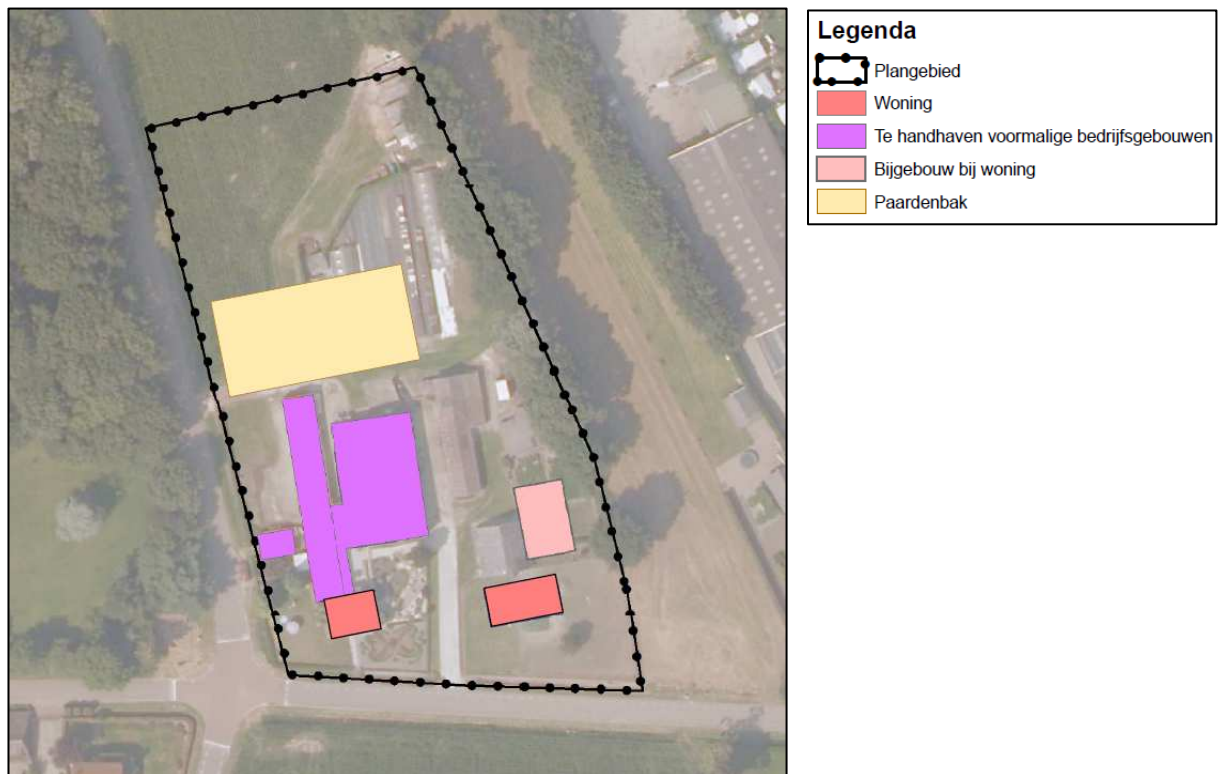 Legenda
Plangebied
Woning
Te handhaven voormalige bedrijfsgebouwen
Bijgebouw bij woning
Paardenbak